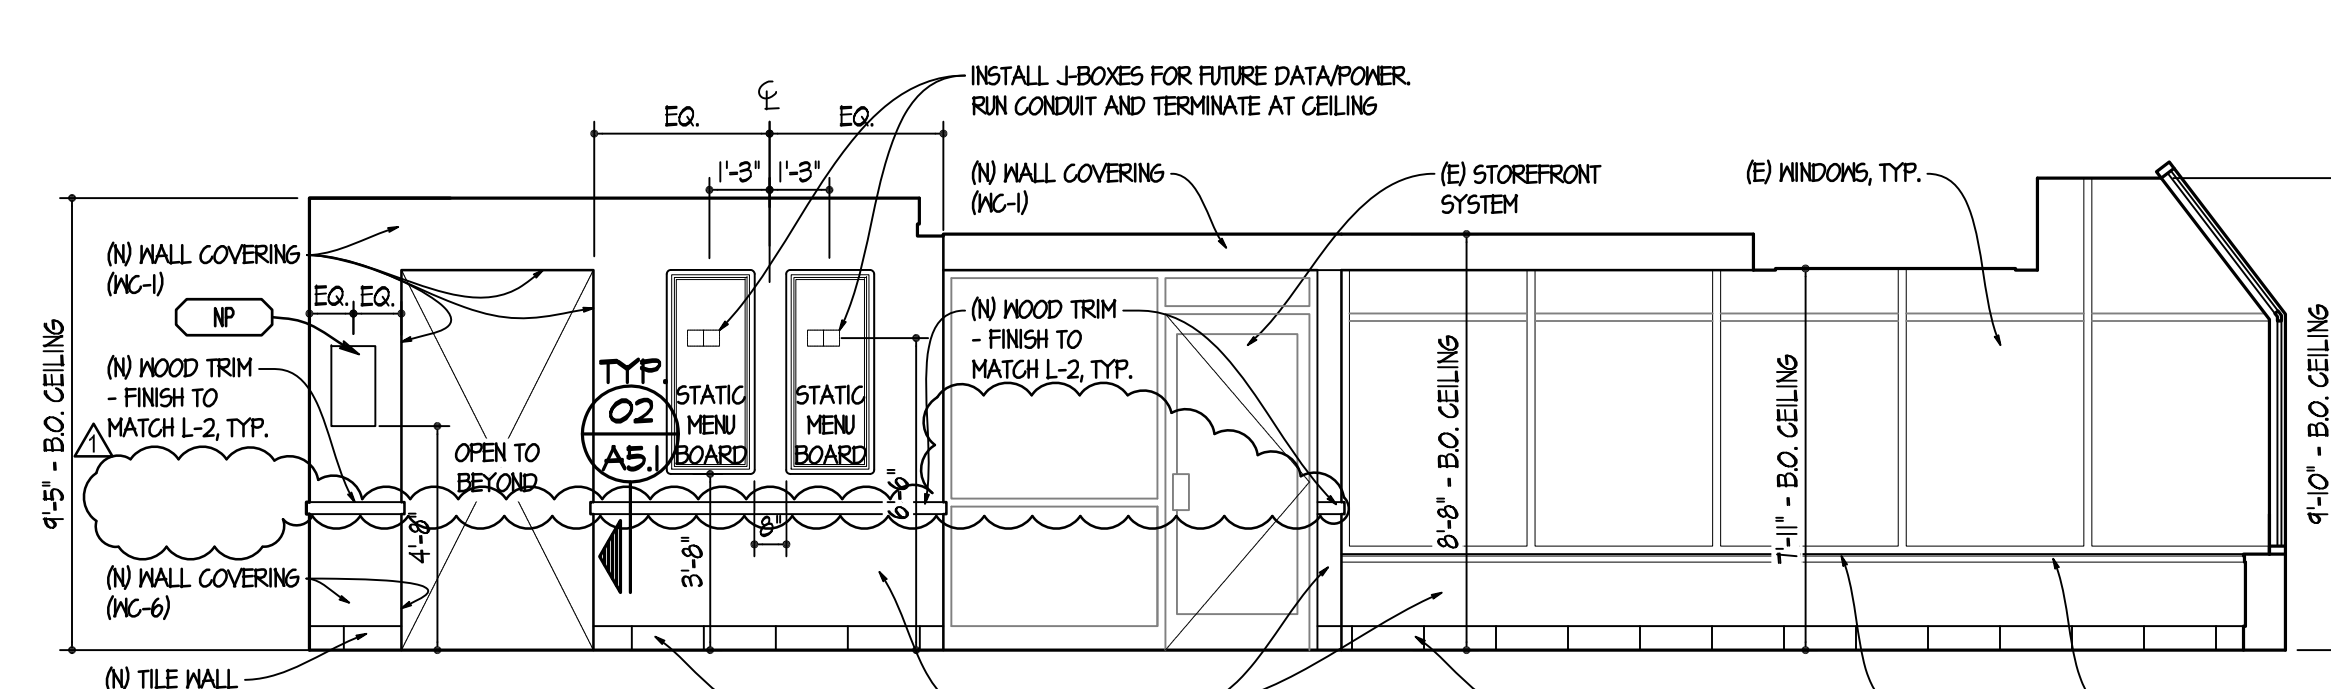 INSTALL J-BOXES FOR FUTURE DATA/POWER.
RUN CONDUIT AND TERMINATE AT CEILING
℄
EQ.
EQ.
1'-3"
1'-3"
(N) WALL COVERING
(WC-1)
(E) STOREFRONT
SYSTEM
(E) WINDOWS, TYP.
(N) WALL COVERING
(WC-1)
EQ.
EQ.
NP
(N) WOOD TRIM
- FINISH TO
MATCH L-2, TYP.
1
9'-5" - B.O. CEILING
OPEN TO
BEYOND
TYP.
02
A5.1
STATIC
MENU
BOARD
STATIC
MENU
BOARD
(N) WOOD TRIM
- FINISH TO
MATCH L-2, TYP.
8'-8" - B.O. CEILING
7'-11" - B.O. CEILING
9'-10" - B.O. CEILING
4'-8"
3'-8"
8"
6'-6"
(N) WALL COVERING
(WC-6)
(N) TILE WALL